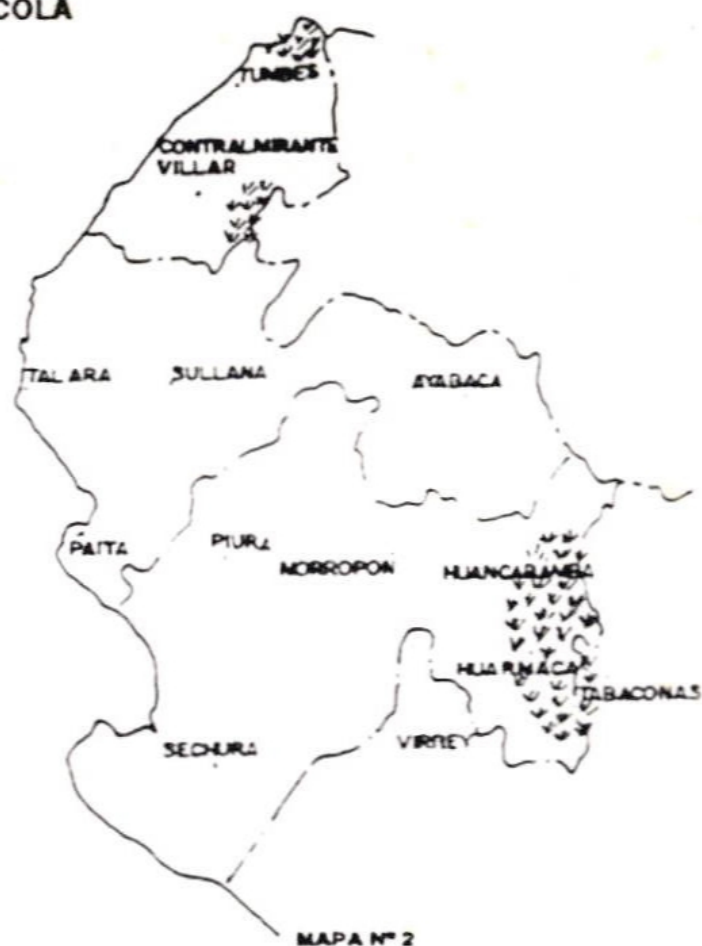 COLA
TUMBES
CONTRALMIRANTE
VILLAR
TALARA
SULLANA
AYABACA
PAITA
PIURA
MORROPON
HUANCABAMBA
HUARMACA
TABACONAS
SECHURA
VIRREY
MAPA Nº 2